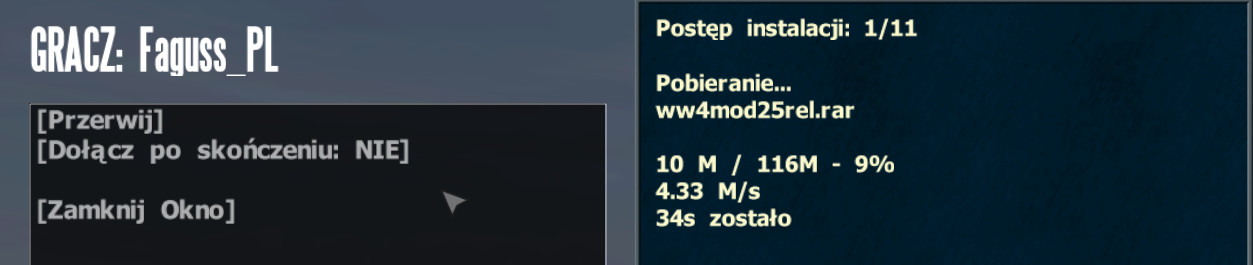 GRACZ: Faguss_PL
[Przerwij]
[Dołącz po skończeniu: NIE]
[Zamknij Okno]
Postęp instalacji: 1/11
Pobieranie...
ww4mod25rel.rar
10 M / 116M - 9%
4.33 M/s
34s zostało